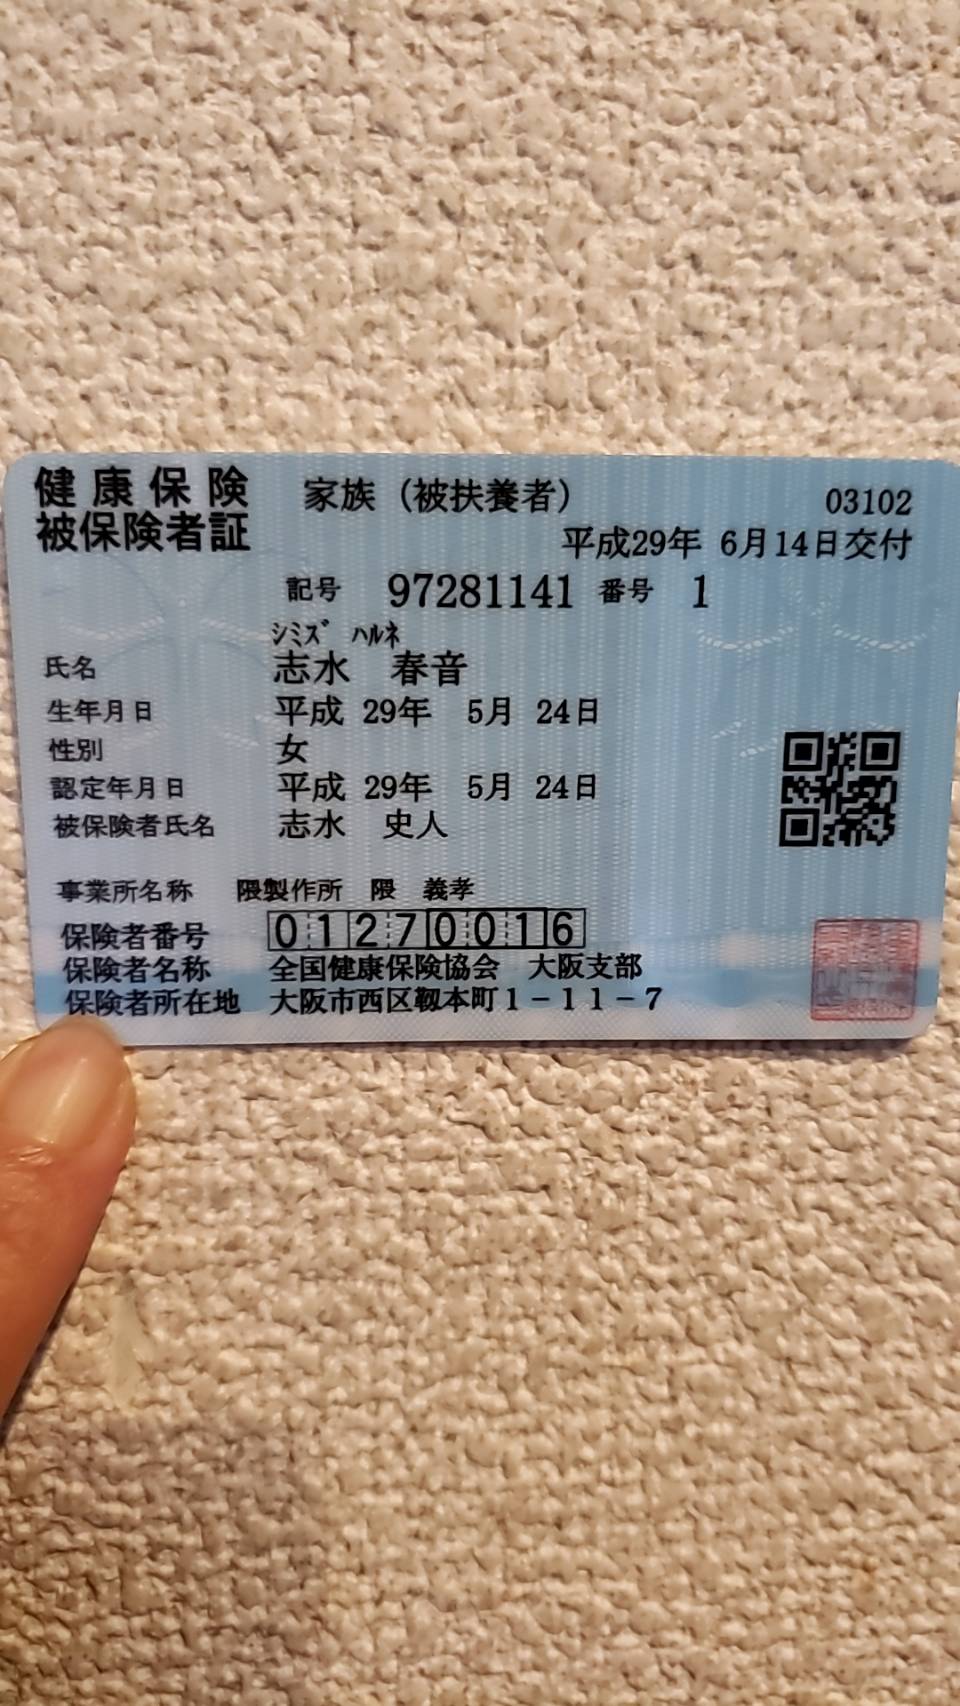 健康保険 家族（被扶養者） 03102
被保険者証 平成29年 6月14日交付
記号 97281141 番号 1
ｼﾐｽﾞ ﾊﾙﾈ
氏名 志水 春音
生年月日 平成 29年 5月 24日
性別 女
認定年月日 平成 29年 5月 24日
被保険者氏名 志水 史人
事業所名称 隈製作所 隈 義孝
保険者番号 01270016
保険者名称 全国健康保険協会 大阪支部
保険者所在地 大阪市西区靱本町1－11－7